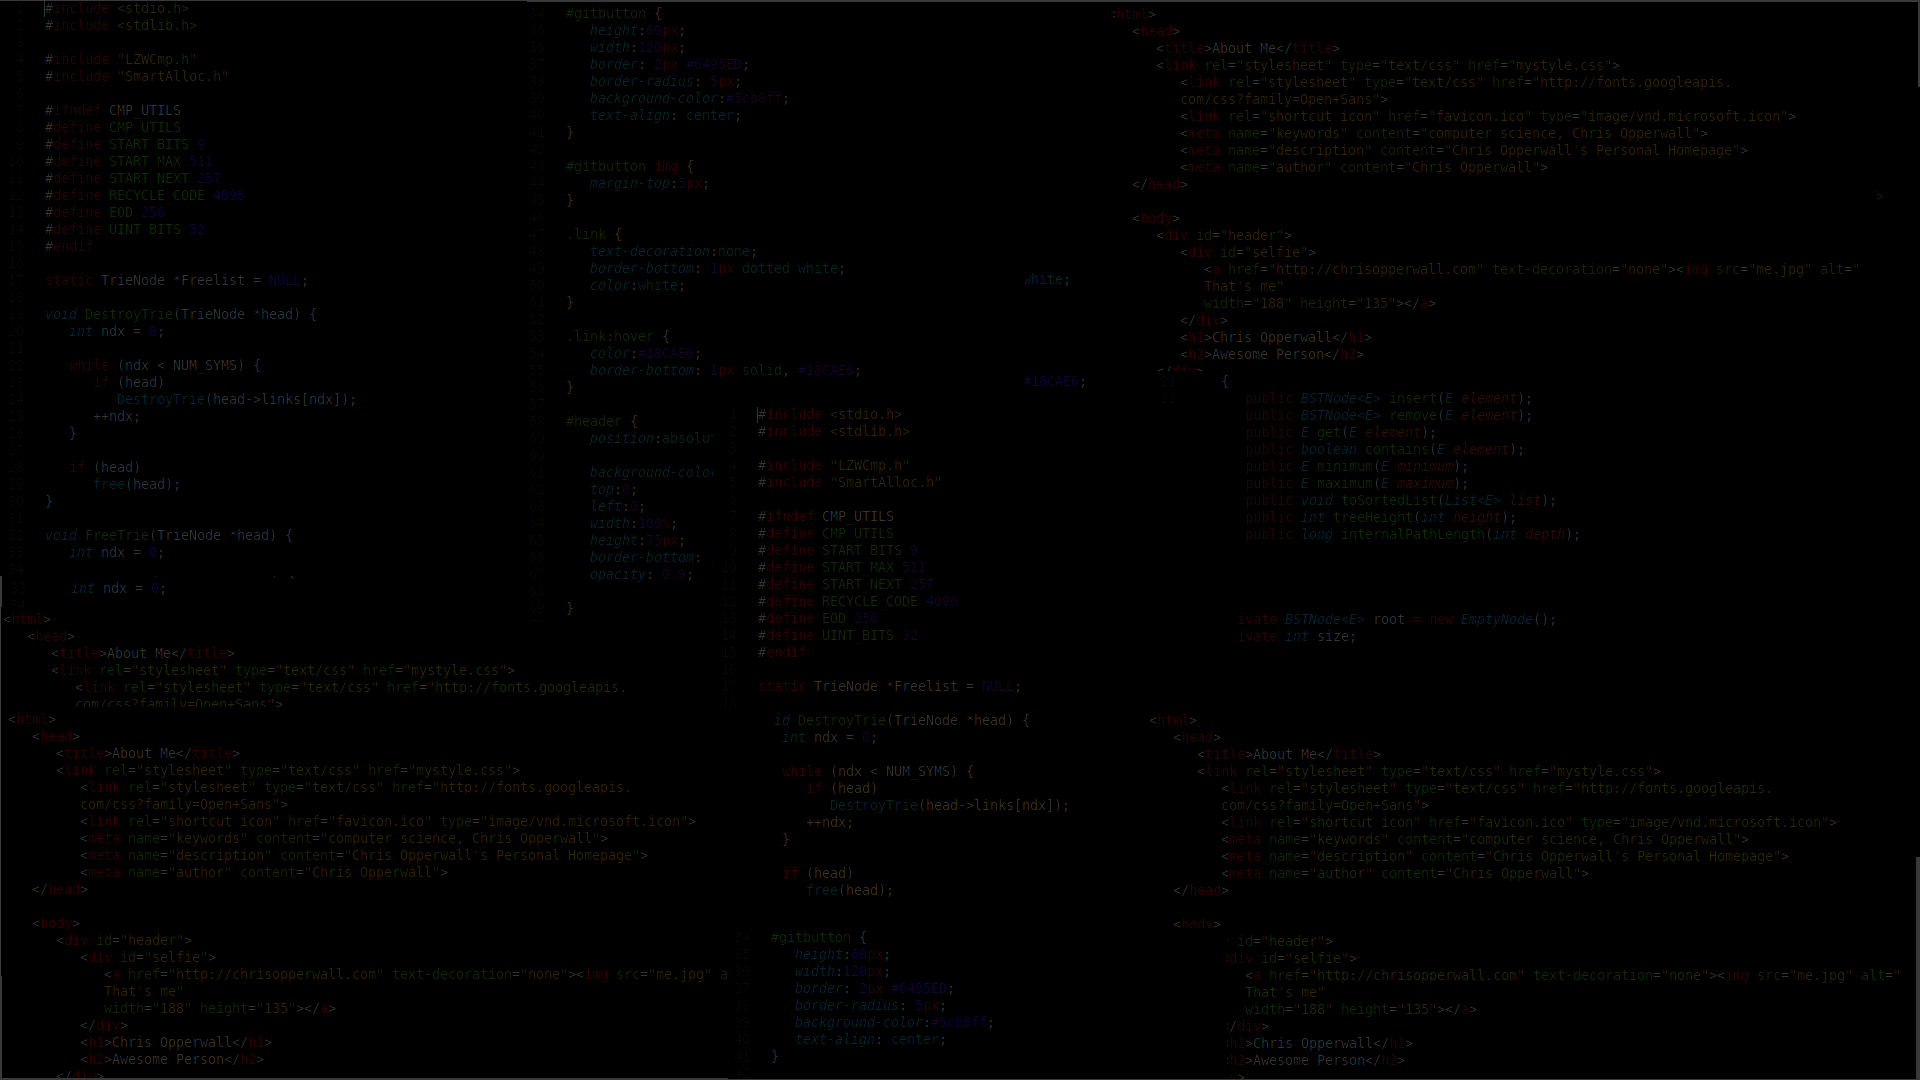 #include <stdio.h>
#include <stdlib.h>
#include "LZWCmp.h"
#include "SmartAlloc.h"
#ifndef CMP_UTILS
#define CMP_UTILS
#define START_BITS 9
#define START_MAX 511
#define START_NEXT 257
#define RECYCLE_CODE 4096
#define EOD 256
#define UINT_BITS 32
#endif
static TrieNode *Freelist = NULL;
void DestroyTrie(TrieNode *head) {
int ndx = 0;
while (ndx < NUM_SYMS) {
if (head)
DestroyTrie(head->links[ndx]);
++ndx;
}
if (head)
free(head);
}
void FreeTrie(TrieNode *head) {
int ndx = 0;
int ndx = 0;
<html>
<head>
<title>About Me</title>
<link rel="stylesheet" type="text/css" href="mystyle.css">
<link rel="stylesheet" type="text/css" href="http://fonts.googleapis.
com/css?family=Open+Sans">
<html>
<head>
<title>About Me</title>
<link rel="stylesheet" type="text/css" href="mystyle.css">
<link rel="stylesheet" type="text/css" href="http://fonts.googleapis.
com/css?family=Open+Sans">
<link rel="shortcut icon" href="favicon.ico" type="image/vnd.microsoft.icon">
<meta name="keywords" content="computer science, Chris Opperwall">
<meta name="description" content="Chris Opperwall's Personal Homepage">
<meta name="author" content="Chris Opperwall">
</head>
<body>
<div id="header">
<div id="selfie">
<a href="http://chrisopperwall.com" text-decoration="none"><img src="me.jpg" a
That's me"
width="188" height="135"></a>
</div>
<h1>Chris Opperwall</h1>
<h2>Awesome Person</h2>
</div>
#gitbutton {
height:60px;
width:120px;
border: 2px #6495ED;
border-radius: 5px;
background-color:#5cb8ff;
text-align: center;
}
#gitbutton img {
margin-top:5px;
}
.link {
text-decoration:none;
border-bottom: 1px dotted white;
color:white;
}
.link:hover {
color:#18CAE6;
border-bottom: 1px solid, #18CAE6;
}
#header {
position:absolu
background-color
top:0;
left:0;
width:100%;
height:75px;
border-bottom:
opacity: 0.9;
}
white;
#18CAE6;
#include <stdio.h>
#include <stdlib.h>
#include "LZWCmp.h"
#include "SmartAlloc.h"
#ifndef CMP_UTILS
#define CMP_UTILS
#define START_BITS 9
#define START_MAX 511
#define START_NEXT 257
#define RECYCLE_CODE 4096
#define EOD 256
#define UINT_BITS 32
#endif
static TrieNode *Freelist = NULL;
id DestroyTrie(TrieNode *head) {
int ndx = 0;
while (ndx < NUM_SYMS) {
if (head)
DestroyTrie(head->links[ndx]);
++ndx;
}
if (head)
free(head);
#gitbutton {
height:60px;
width:120px;
border: 2px #6495ED;
border-radius: 5px;
background-color:#5cb8ff;
text-align: center;
}
html>
<head>
<title>About Me</title>
<link rel="stylesheet" type="text/css" href="mystyle.css">
<link rel="stylesheet" type="text/css" href="http://fonts.googleapis.
com/css?family=Open+Sans">
<link rel="shortcut icon" href="favicon.ico" type="image/vnd.microsoft.icon">
<meta name="keywords" content="computer science, Chris Opperwall">
<meta name="description" content="Chris Opperwall's Personal Homepage">
<meta name="author" content="Chris Opperwall">
</head>
>
<body>
<div id="header">
<div id="selfie">
<a href="http://chrisopperwall.com" text-decoration="none"><img src="me.jpg" alt="
That's me"
width="188" height="135"></a>
</div>
<h1>Chris Opperwall</h1>
<h2>Awesome Person</h2>
</div>
{
public BSTNode<E> insert(E element);
public BSTNode<E> remove(E element);
public E get(E element);
public boolean contains(E element);
public E minimum(E minimum);
public E maximum(E maximum);
public void toSortedList(List<E> list);
public int treeHeight(int height);
public long internalPathLength(int depth);
ivate BSTNode<E> root = new EmptyNode();
ivate int size;
<html>
<head>
<title>About Me</title>
<link rel="stylesheet" type="text/css" href="mystyle.css">
<link rel="stylesheet" type="text/css" href="http://fonts.googleapis.
com/css?family=Open+Sans">
<link rel="shortcut icon" href="favicon.ico" type="image/vnd.microsoft.icon">
<meta name="keywords" content="computer science, Chris Opperwall">
<meta name="description" content="Chris Opperwall's Personal Homepage">
<meta name="author" content="Chris Opperwall">
</head>
<body>
id="header">
div id="selfie">
<a href="http://chrisopperwall.com" text-decoration="none"><img src="me.jpg" alt="
That's me"
width="188" height="135"></a>
/div>
h1>Chris Opperwall</h1>
h2>Awesome Person</h2>